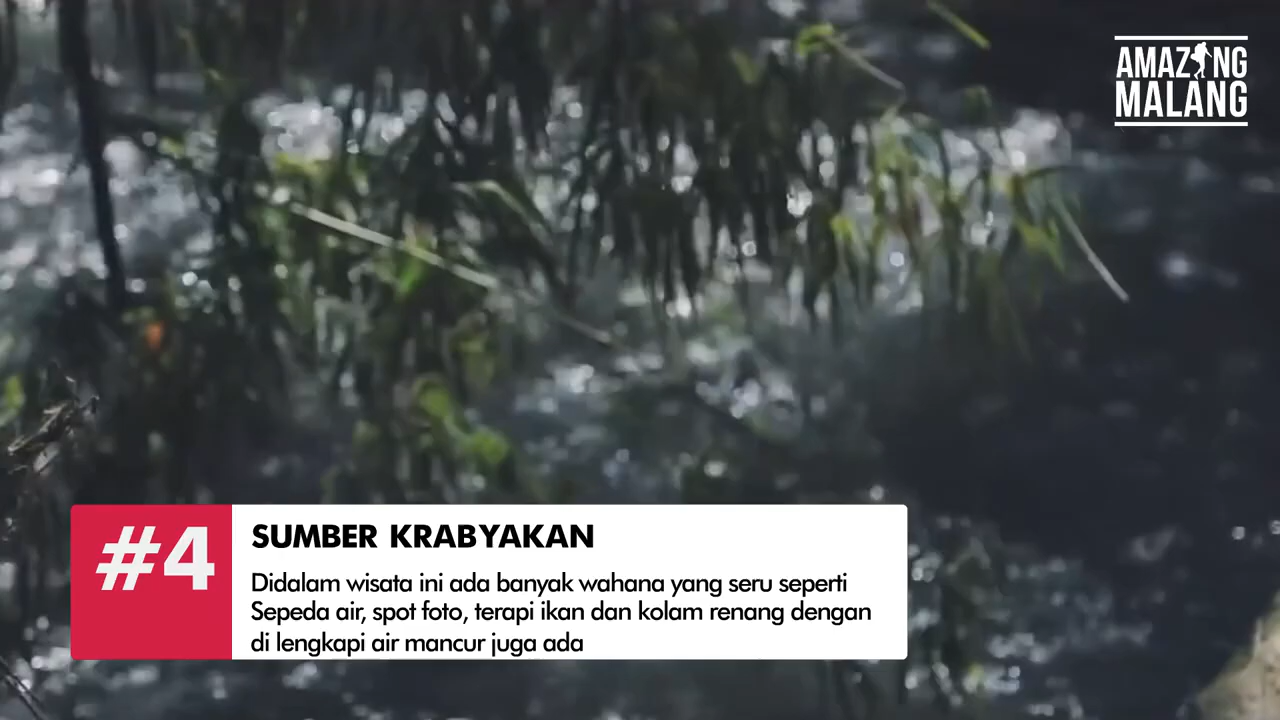 AMAZING
MALANG
#4
SUMBER KRABYAKAN
Didalam wisata ini ada banyak wahana yang seru seperti
Sepeda air, spot foto, terapi ikan dan kolam renang dengan
di lengkapi air mancur juga ada